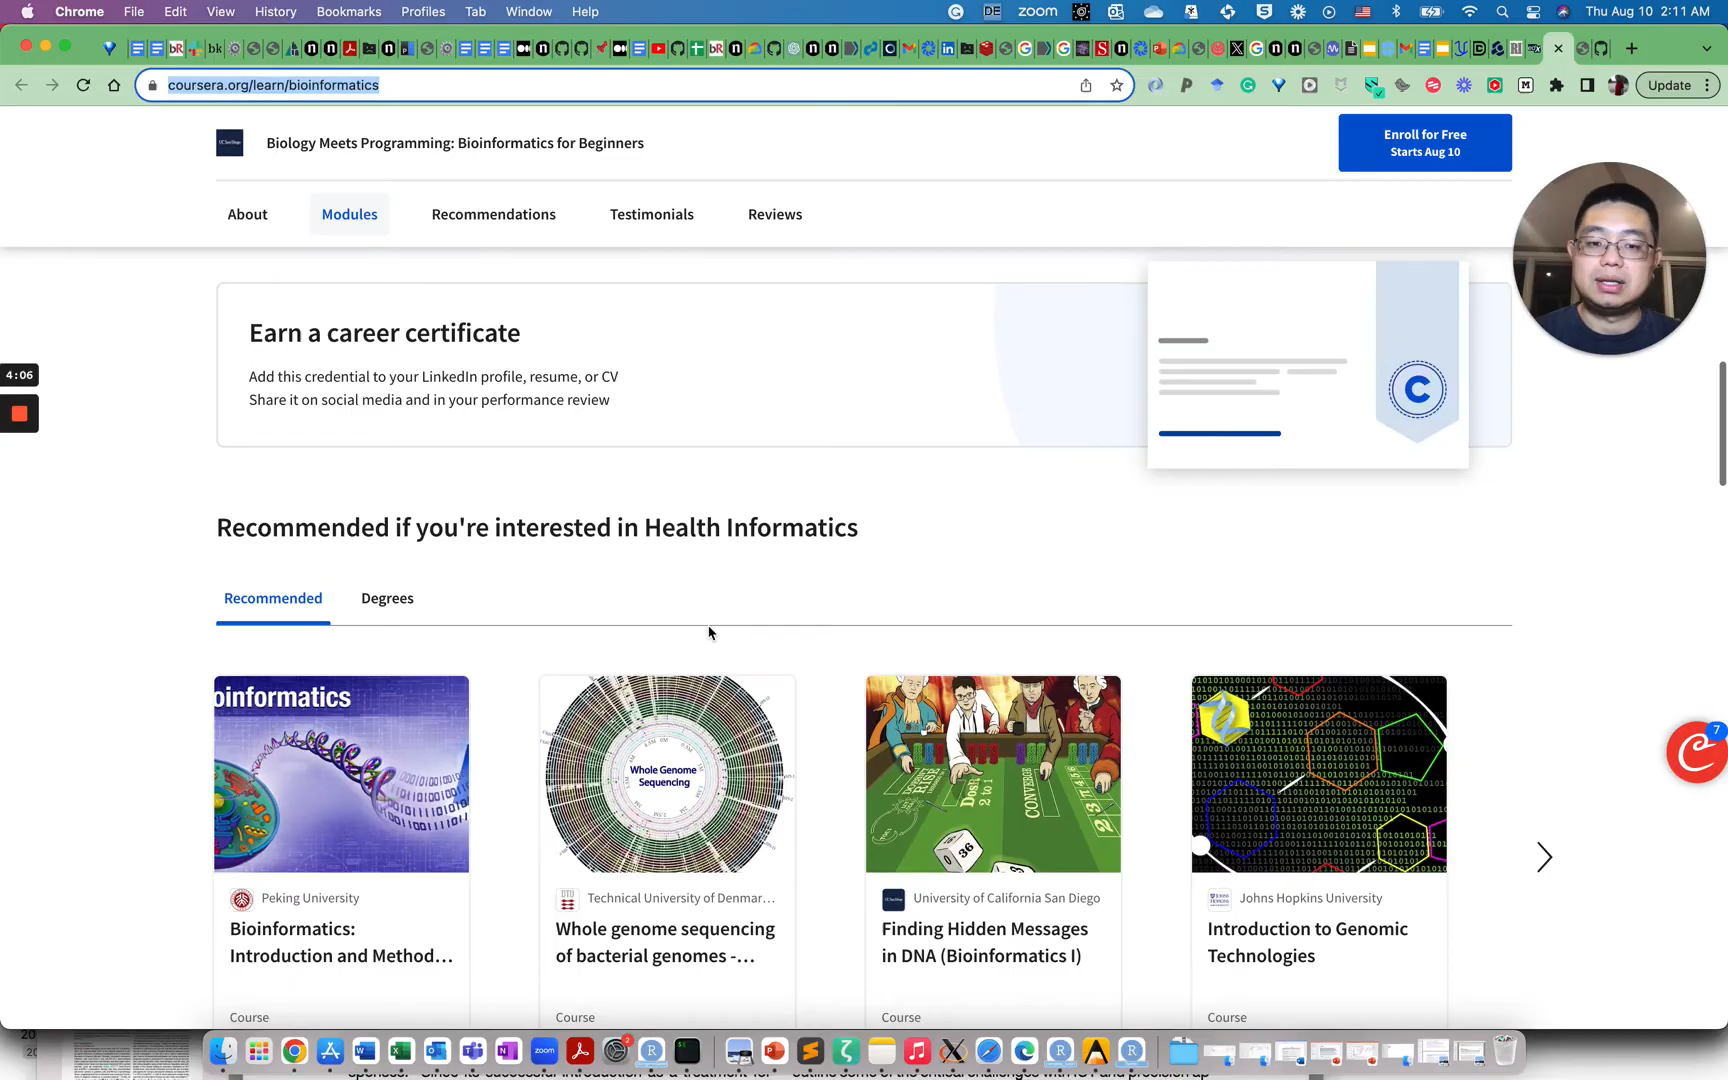 Chrome File Edit View History Bookmarks Profiles Tab Window Help zoom Thu Aug 10 2:11 AM
coursera.org/learn/bioinformatics Update
Biology Meets Programming: Bioinformatics for Beginners
Enroll for Free
Starts Aug 10
About Modules Recommendations Testimonials Reviews
Earn a career certificate
Add this credential to your LinkedIn profile, resume, or CV
Share it on social media and in your performance review
4:06
Recommended if you're interested in Health Informatics
Recommended Degrees
oinformatics
Whole Genome
Sequencing
7
Peking University
Bioinformatics:
Introduction and Method...
Course
Technical University of Denmar...
Whole genome sequencing
of bacterial genomes -...
Course
University of California San Diego
Finding Hidden Messages
in DNA (Bioinformatics I)
Course
Johns Hopkins University
Introduction to Genomic
Technologies
Course